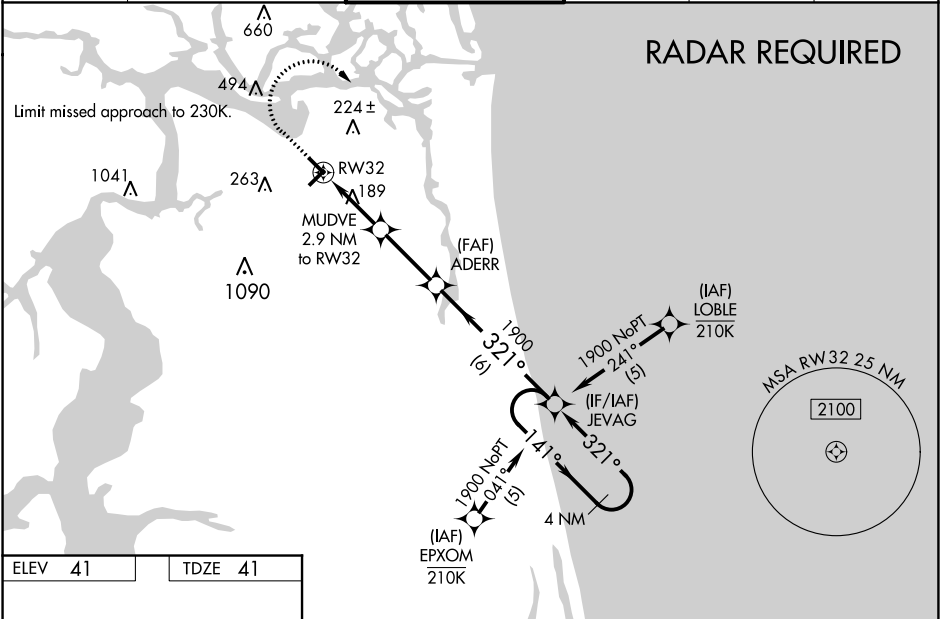 660
RADAR REQUIRED
494
224 ±
Limit missed approach to 230K.
RW32
1041
263
189
MUDVE
2.9 NM
to RW32
(FAF)
ADERR
1090
(IAF)
LOBLE
210K
1900
321°
(6)
1900 NoPT
241°
(5)
MSA RW 32 25 NM
2100
(IF/IAF)
JEVAG
141°
321°
1900 NoPT
041°
(5)
4 NM
(IAF)
EPXOM
210K
ELEV 41
TDZE 41